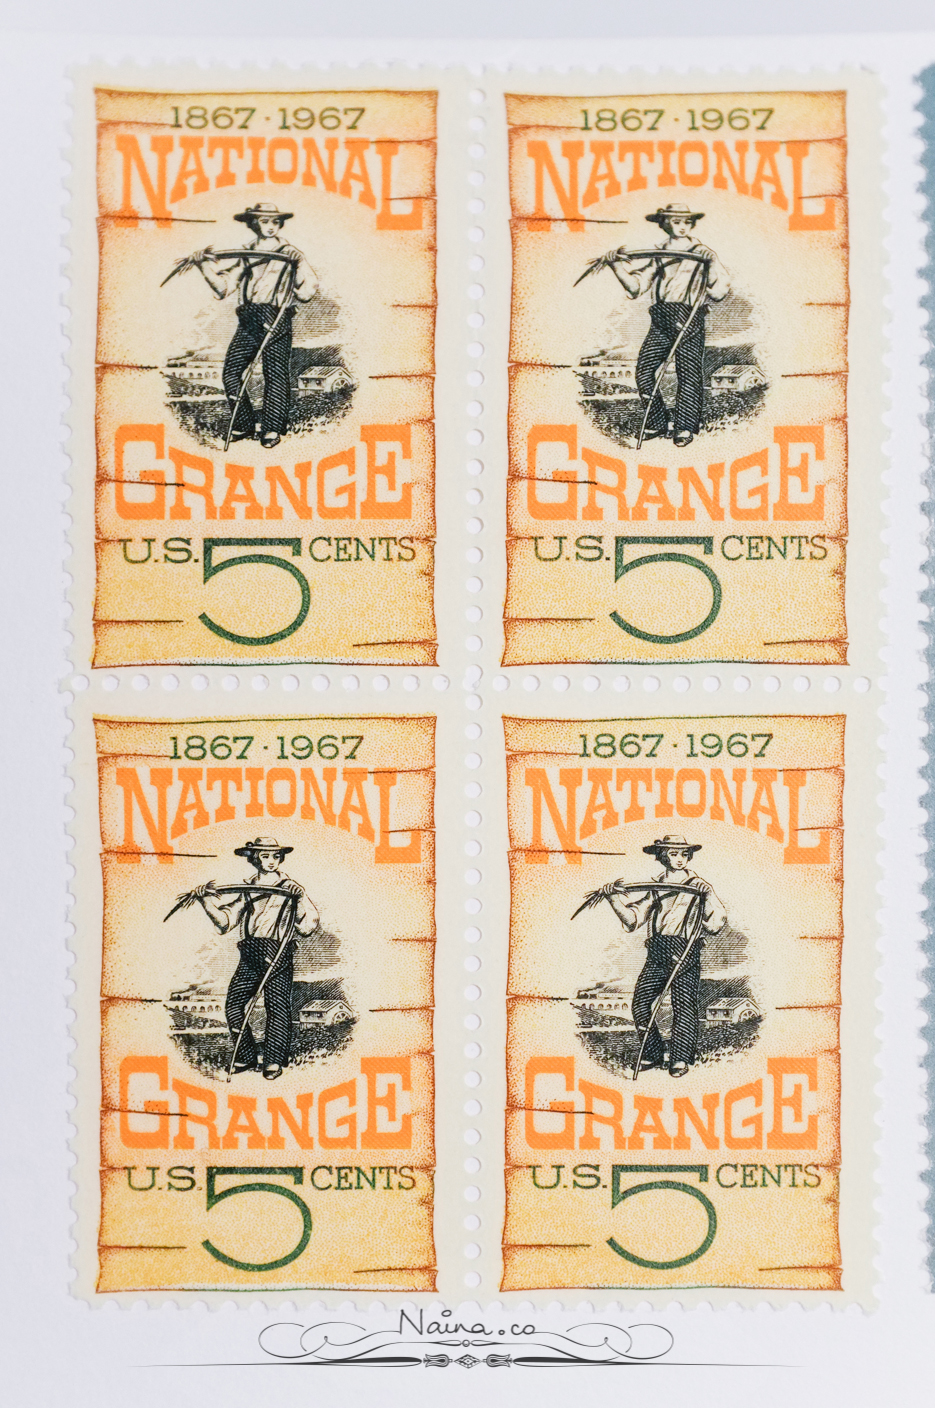 1867·1967
NATIONAL
GRANGE
U.S. 5 CENTS
1867·1967
NATIONAL
GRANGE
U.S. 5 CENTS
1867·1967
NATIONAL
GRANGE
U.S. 5 CENTS
1867·1967
NATIONAL
GRANGE
U.S. 5 CENTS
Naina.co